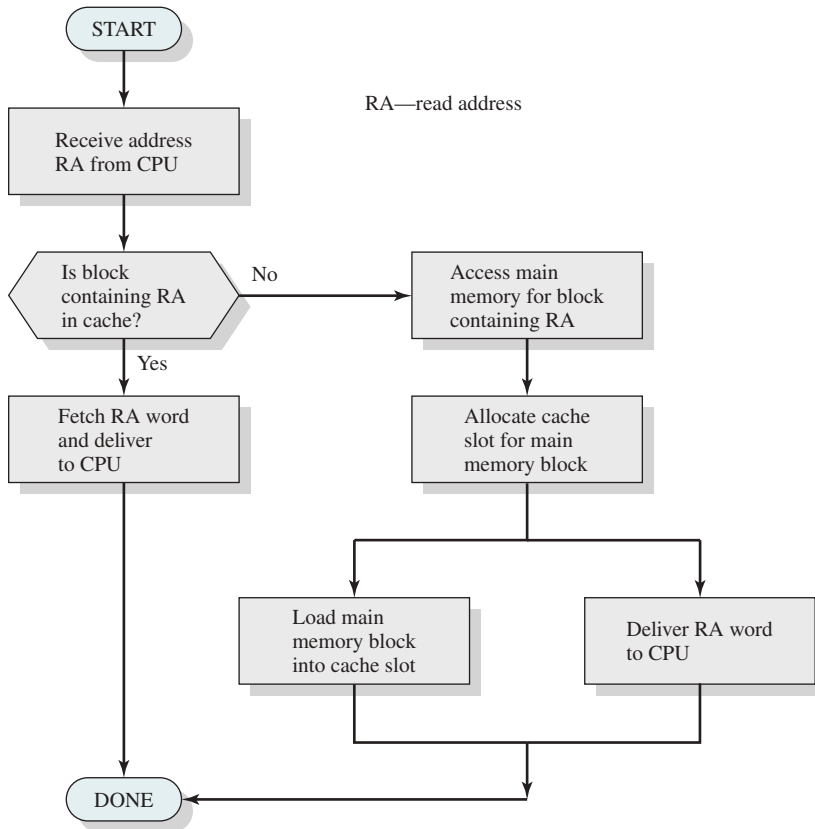 START
RA—read address
Receive address
RA from CPU
Is block
containing RA
in cache?
No
Yes
Access main
memory for block
containing RA
Fetch RA word
and deliver
to CPU
Allocate cache
slot for main
memory block
Load main
memory block
into cache slot
Deliver RA word
to CPU
DONE